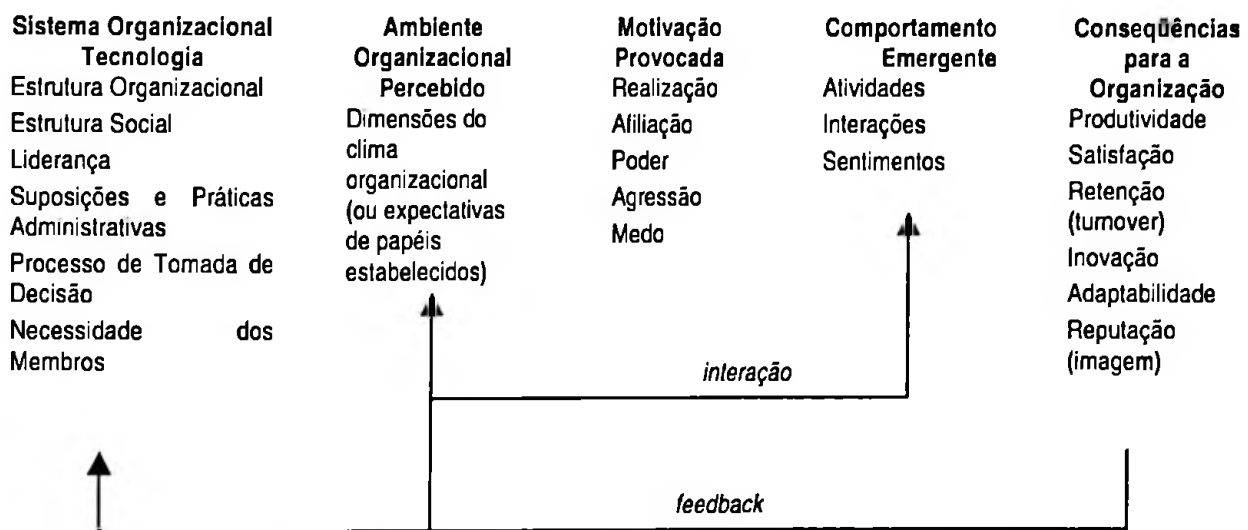 Sistema Organizacional
Tecnologia
Estrutura Organizacional
Estrutura Social
Liderança
Suposições e Práticas
Administrativas
Processo de Tomada de
Decisão
Necessidade dos
Membros
Ambiente
Organizacional
Percebido
Dimensões do
clima
organizacional
(ou expectativas
de papéis
estabelecidos)
Motivação
Provocada
Realização
Afiliação
Poder
Agressão
Medo
Comportamento
Emergente
Atividades
Interações
Sentimentos
Conseqüências
para a
Organização
Produtividade
Satisfação
Retenção
(turnover)
Inovação
Adaptabilidade
Reputação
(imagem)
interação
feedback